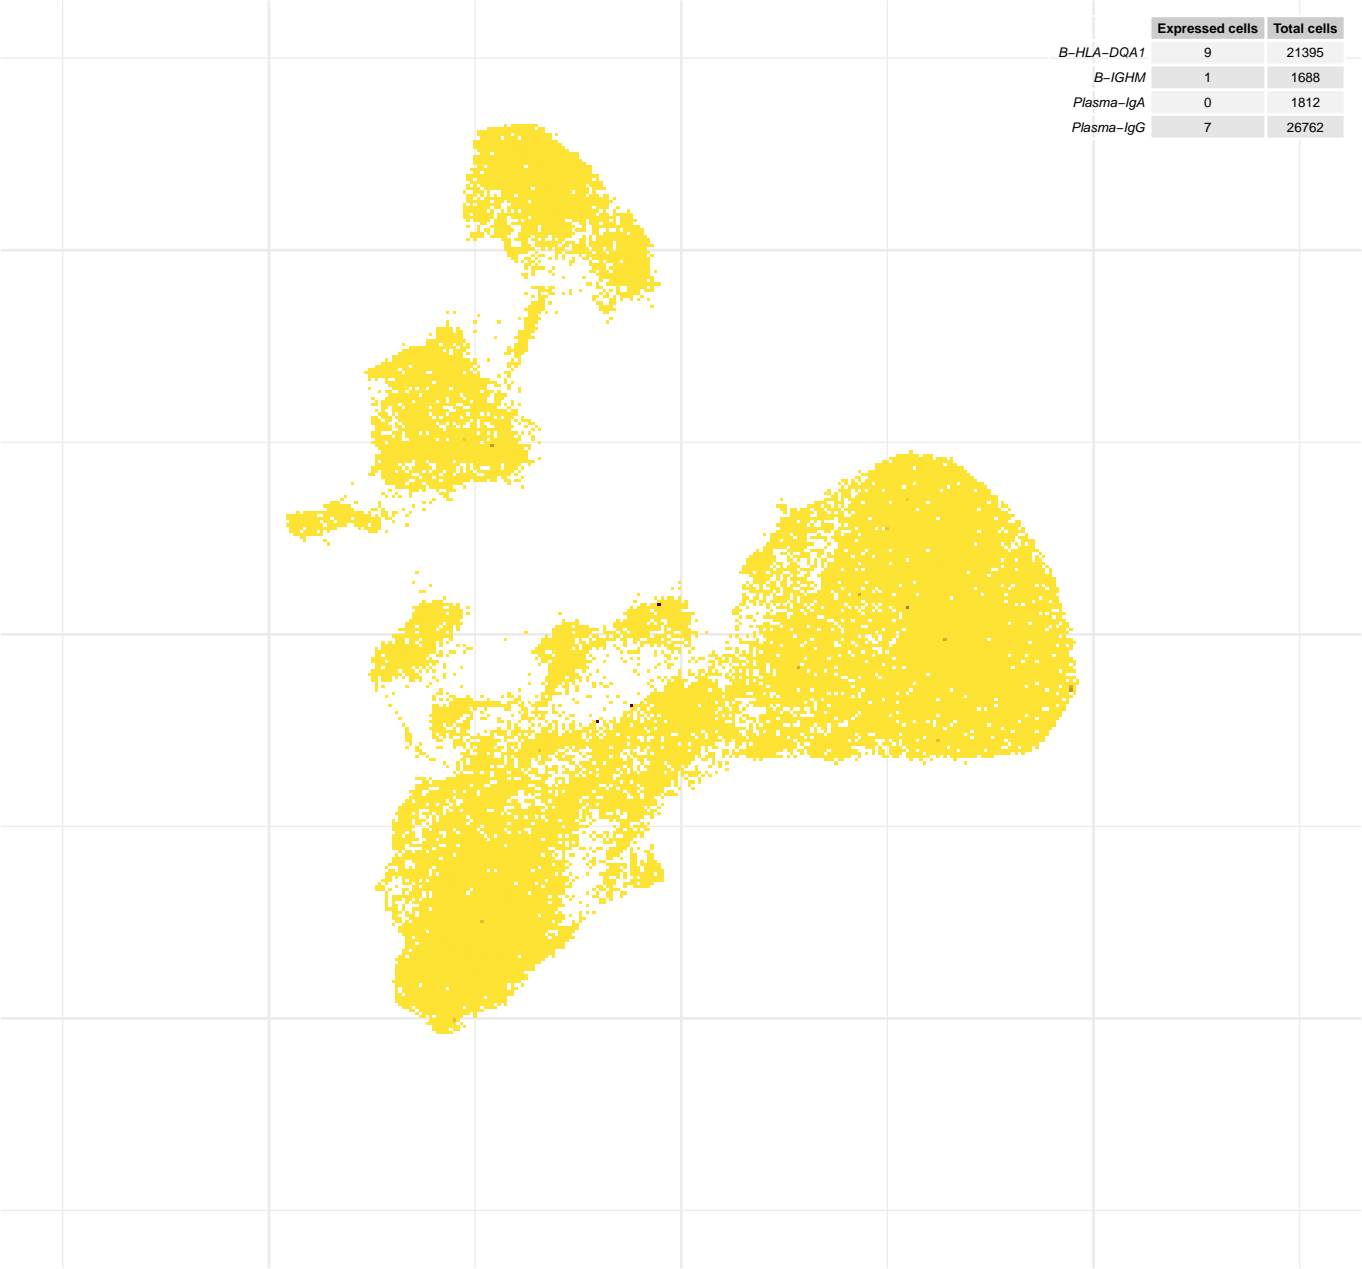 Expressed cells Total cells
B−HLA−DQA1 9 21395
B−IGHM 1 1688
Plasma−IgA 0 1812
Plasma−IgG 7 26762